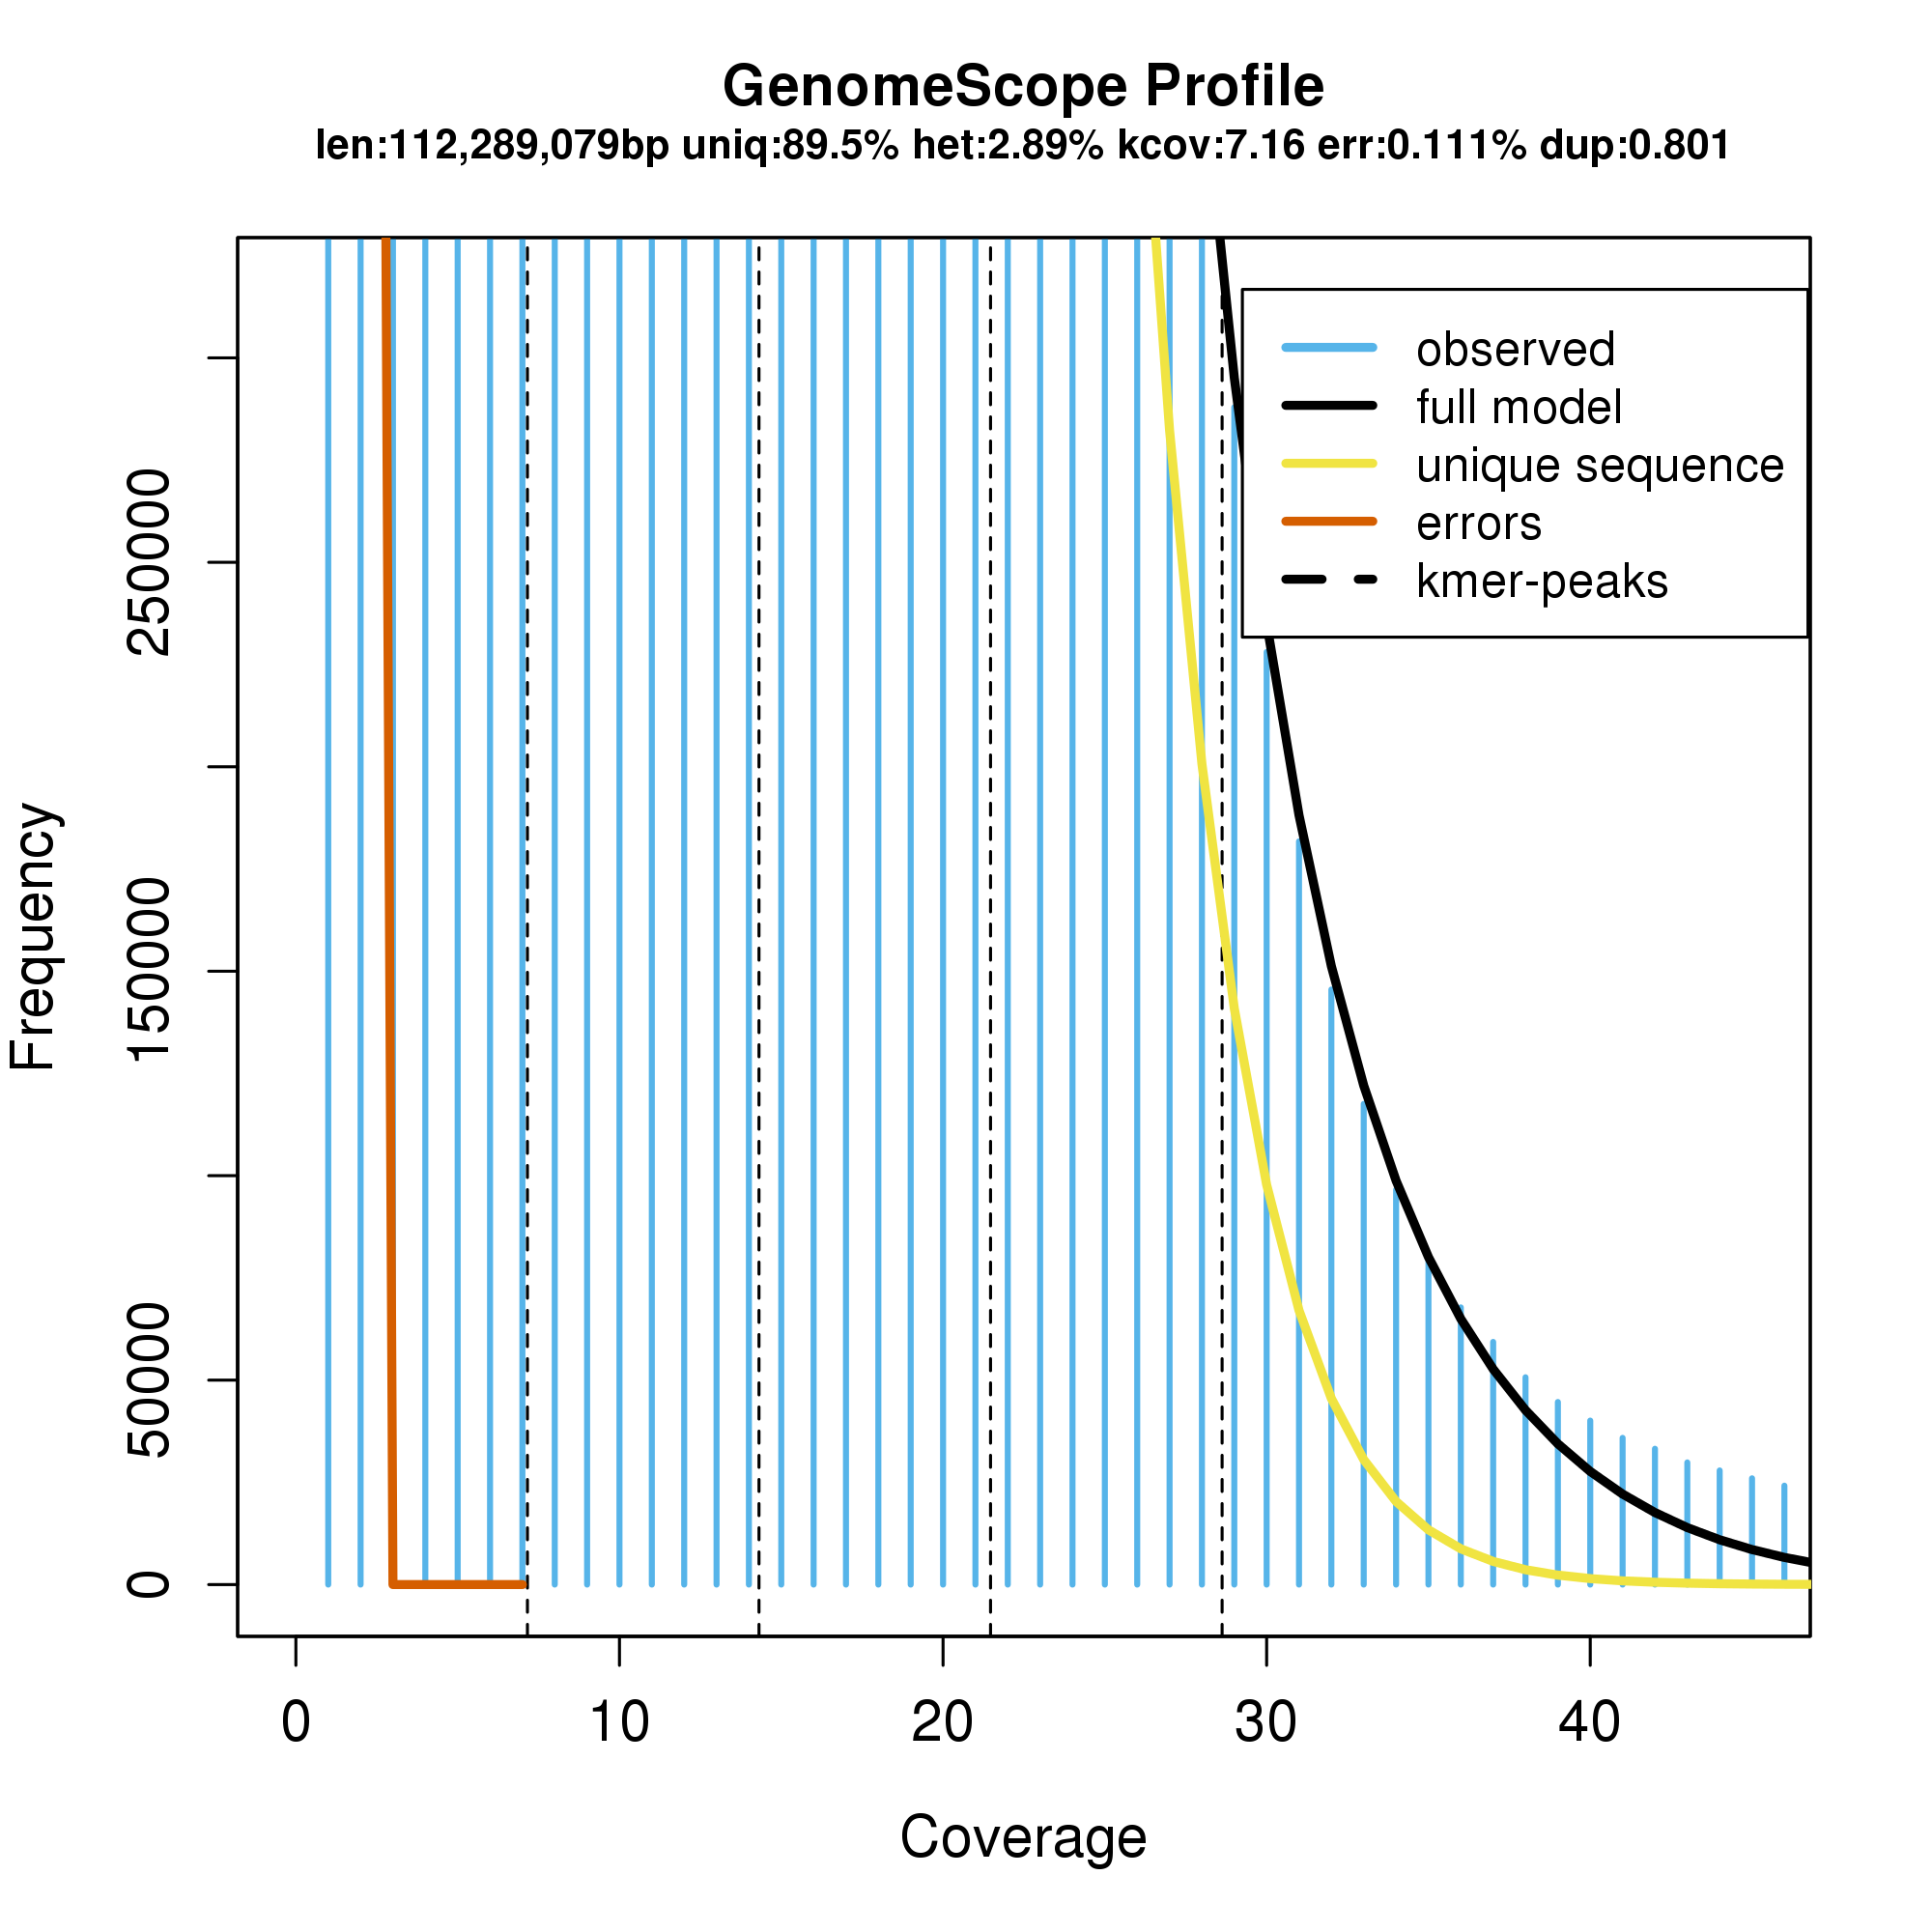 GenomeScope Profile
len:112,289,079bp uniq:89.5% het:2.89% kcov:7.16 err:0.111% dup:0.801
observed
full model
unique sequence
errors
kmer-peaks
Frequency
250000
150000
50000
0
0 10 20 30 40
Coverage